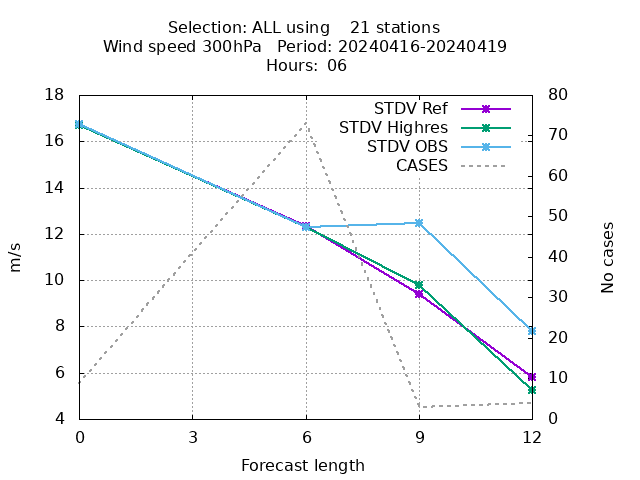 Selection: ALL using    21 stations
Wind speed 300hPa   Period: 20240416-20240419
Hours: 06
STDV Ref
STDV Highres
STDV OBS
CASES
m/s
18
16
14
12
10
8
6
4
80
70
60
50
40
30
20
10
0
No cases
0 3 6 9 12
Forecast length